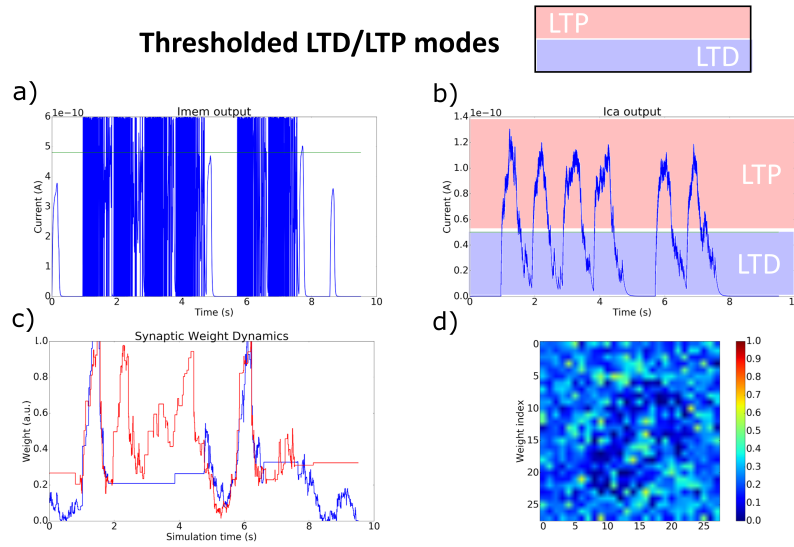 Thresholded LTD/LTP modes
LTP
LTD
a)
1e−10
Imem output
6
5
4
3
2
1
0
Current (A)
0 2 4 6 8 10
Time (s)
b)
1e−10
Ica output
1.4
1.2
1.0
0.8
0.6
0.4
0.2
0.0
Current (A)
LTP
LTD
0 2 4 6 8 10
Time (s)
c)
Synaptic Weight Dynamics
1.0
0.8
0.6
0.4
0.2
0.0
Weight (a.u.)
0 2 4 6 8 10
Simulation time (s)
d)
0
5
10
15
20
25
Weight index
0 5 10 15 20 25
1.0
0.9
0.8
0.7
0.6
0.5
0.4
0.3
0.2
0.1
0.0